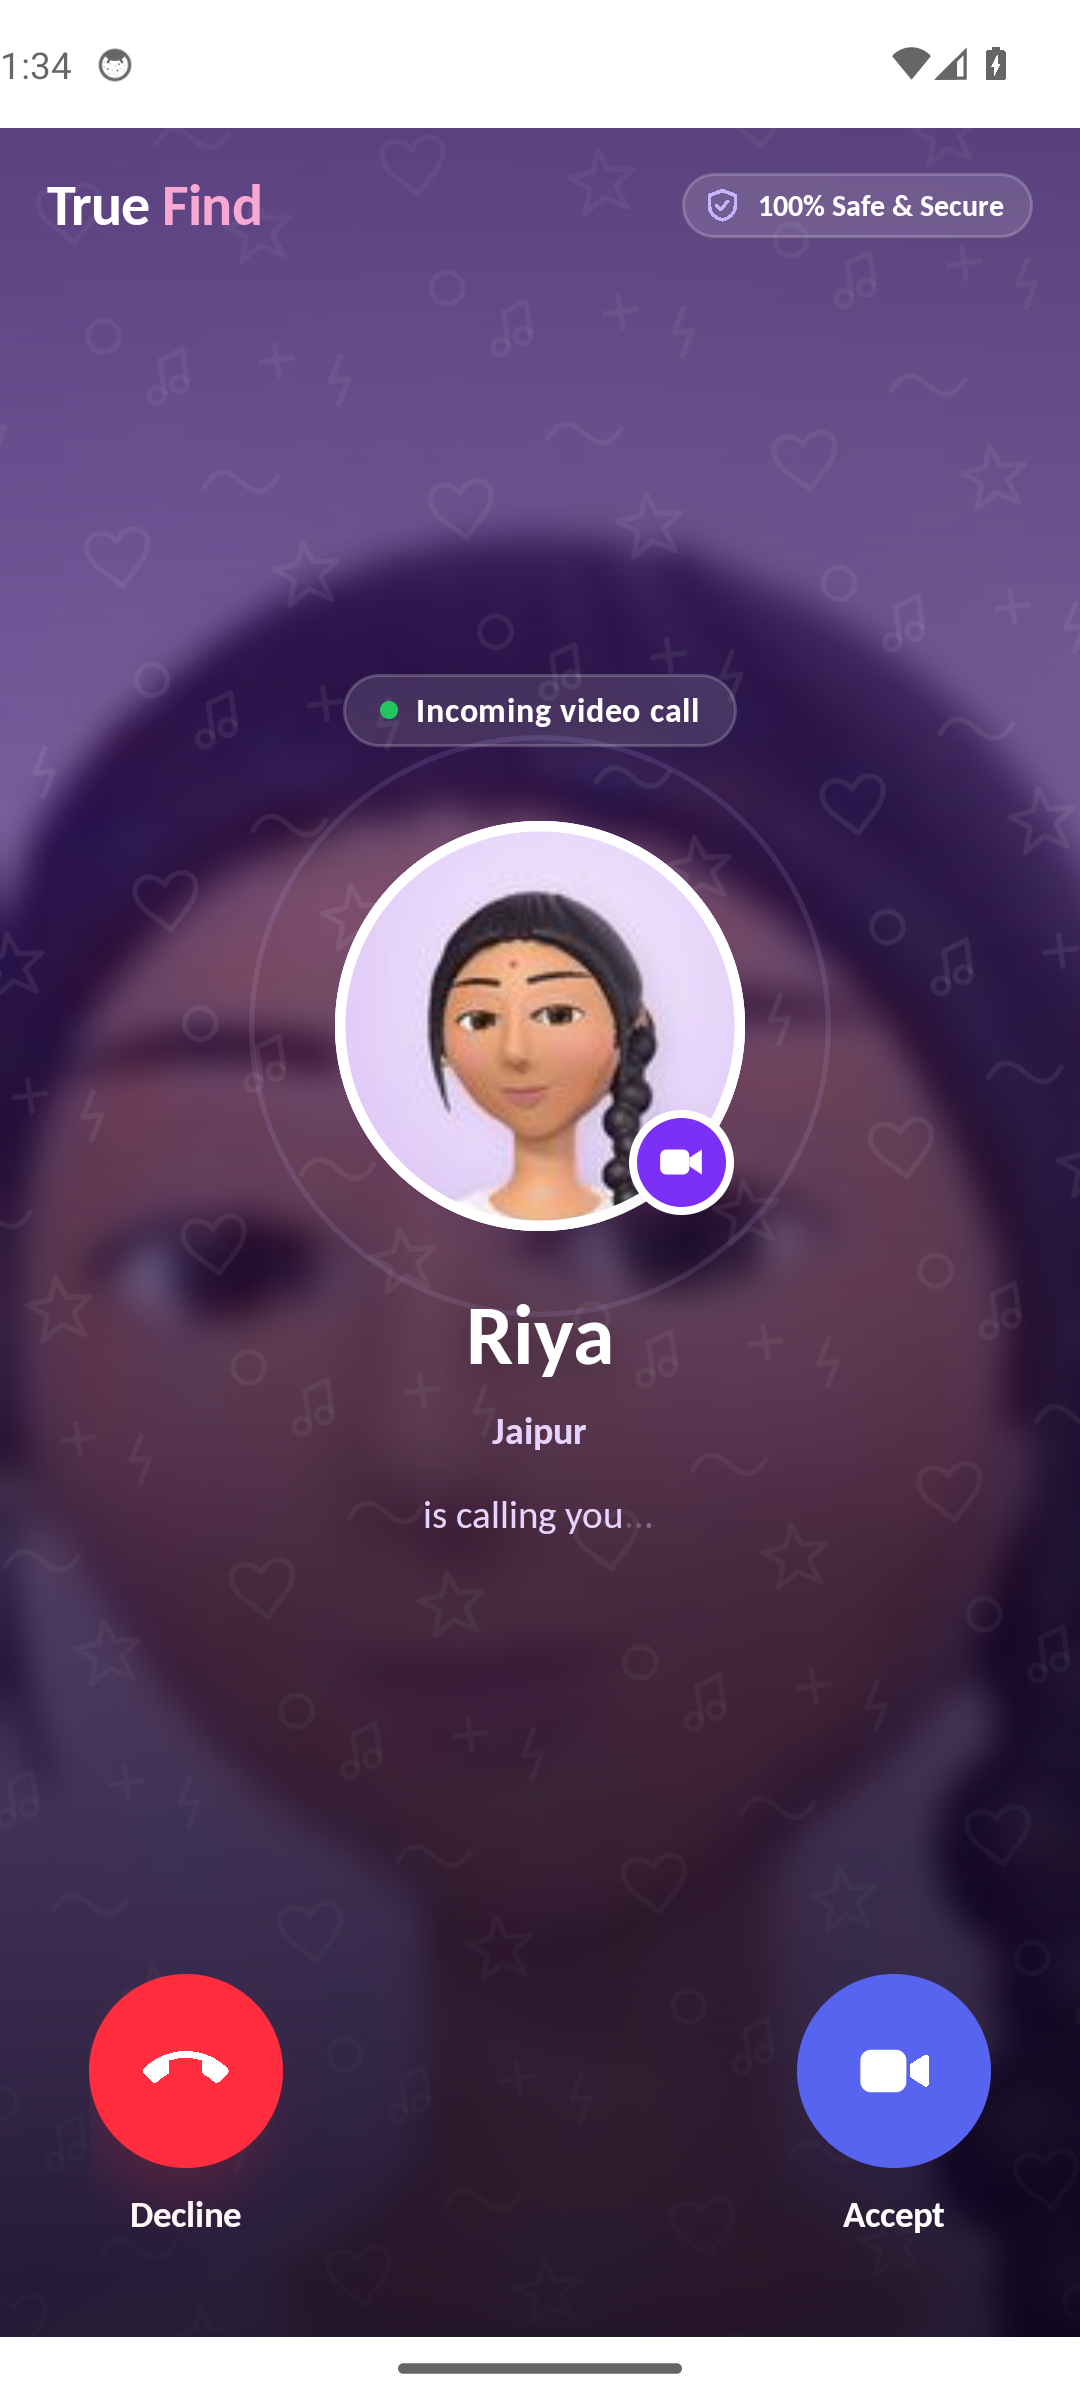 1:34
True Find
100% Safe & Secure
Incoming video call
Riya
Jaipur
is calling you...
Decline
Accept